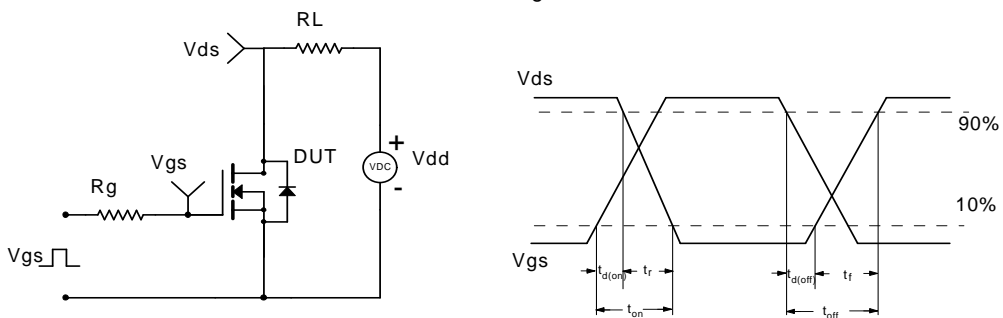 RL
Vds
+
Vdd
VDC
-
DUT
Vgs
Rg
Vgs
Vds
90%
10%
Vgs
td(on)
tr
ton
td(off)
tf
toff